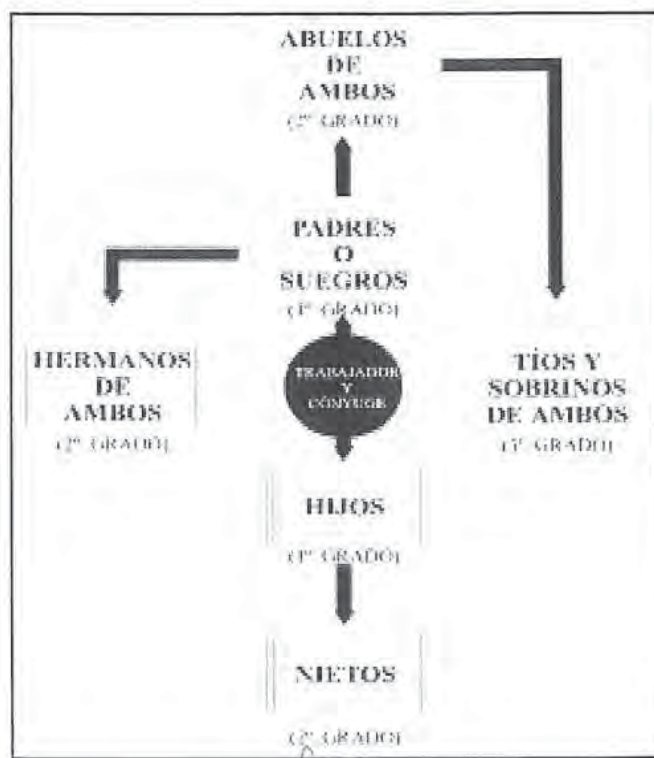 ABUELOS
DE
AMBOS
(2º GRADO)
PADRES
O
SUEGROS
(1º GRADO)
HERMANOS
DE
AMBOS
(2º GRADO)
TRABAJADOR
Y
CÓNYUGE
TÍOS Y
SOBRINOS
DE AMBOS
(3º GRADO)
HIJOS
(1º GRADO)
NIETOS
(2º GRADO)